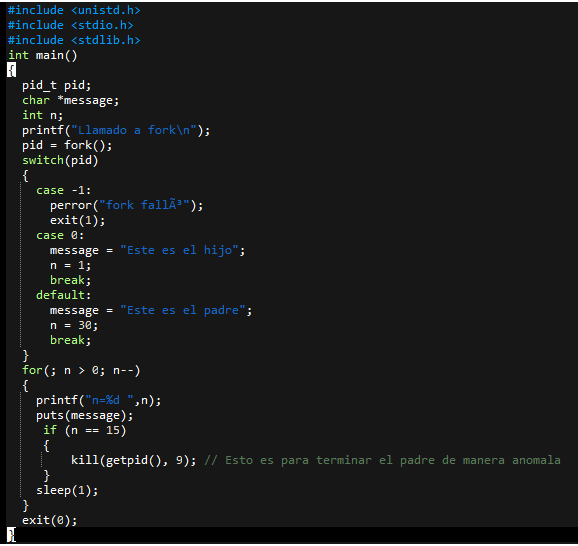 #include <unistd.h>
#include <stdio.h>
#include <stdlib.h>
int main()
{
  pid_t pid;
  char *message;
  int n;
  printf("Llamado a fork\n");
  pid = fork();
  switch(pid)
  {
    case -1:
      perror("fork fallÃ³");
      exit(1);
    case 0:
      message = "Este es el hijo";
      n = 1;
      break;
    default:
      message = "Este es el padre";
      n = 30;
      break;
  }
  for(; n > 0; n--)
  {
    printf("n=%d ",n);
    puts(message);
     if (n == 15)
     {
         kill(getpid(), 9); // Esto es para terminar el padre de manera anomala
     }
    sleep(1);
  }
  exit(0);
}